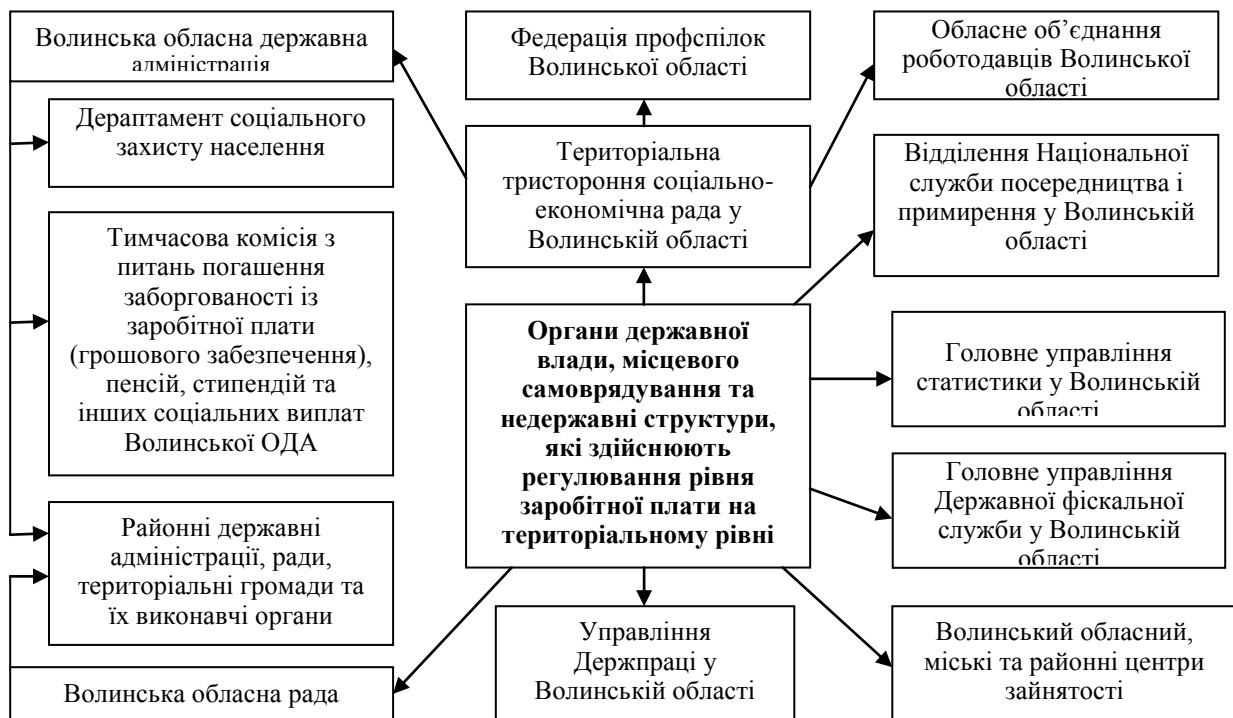 Волинська обласна державна
адміністрація
Федерація профспілок
Волинської області
Обласне об’єднання
роботодавців Волинської
області
Дераптамент соціального
захисту населення
Територіальна
тристороння соціально-
економічна рада у
Волинській області
Відділення Національної
служби посередництва і
примирення у Волинській
області
Тимчасова комісія з
питань погашення
заборгованості із
заробітної плати
(грошового забезпечення),
пенсій, стипендій та
інших соціальних виплат
Волинської ОДА
Органи державної
влади, місцевого
самоврядування та
недержавні структури,
які здійснюють
регулювання рівня
заробітної плати на
територіальному рівні
Головне управління
статистики у Волинській
області
Головне управління
Державної фіскальної
служби у Волинській
області
Районні державні
адміністрації, ради,
територіальні громади та
їх виконавчі органи
Волинська обласна рада
Управління
Держпраці у
Волинській області
Волинський обласний,
міські та районні центри
зайнятості